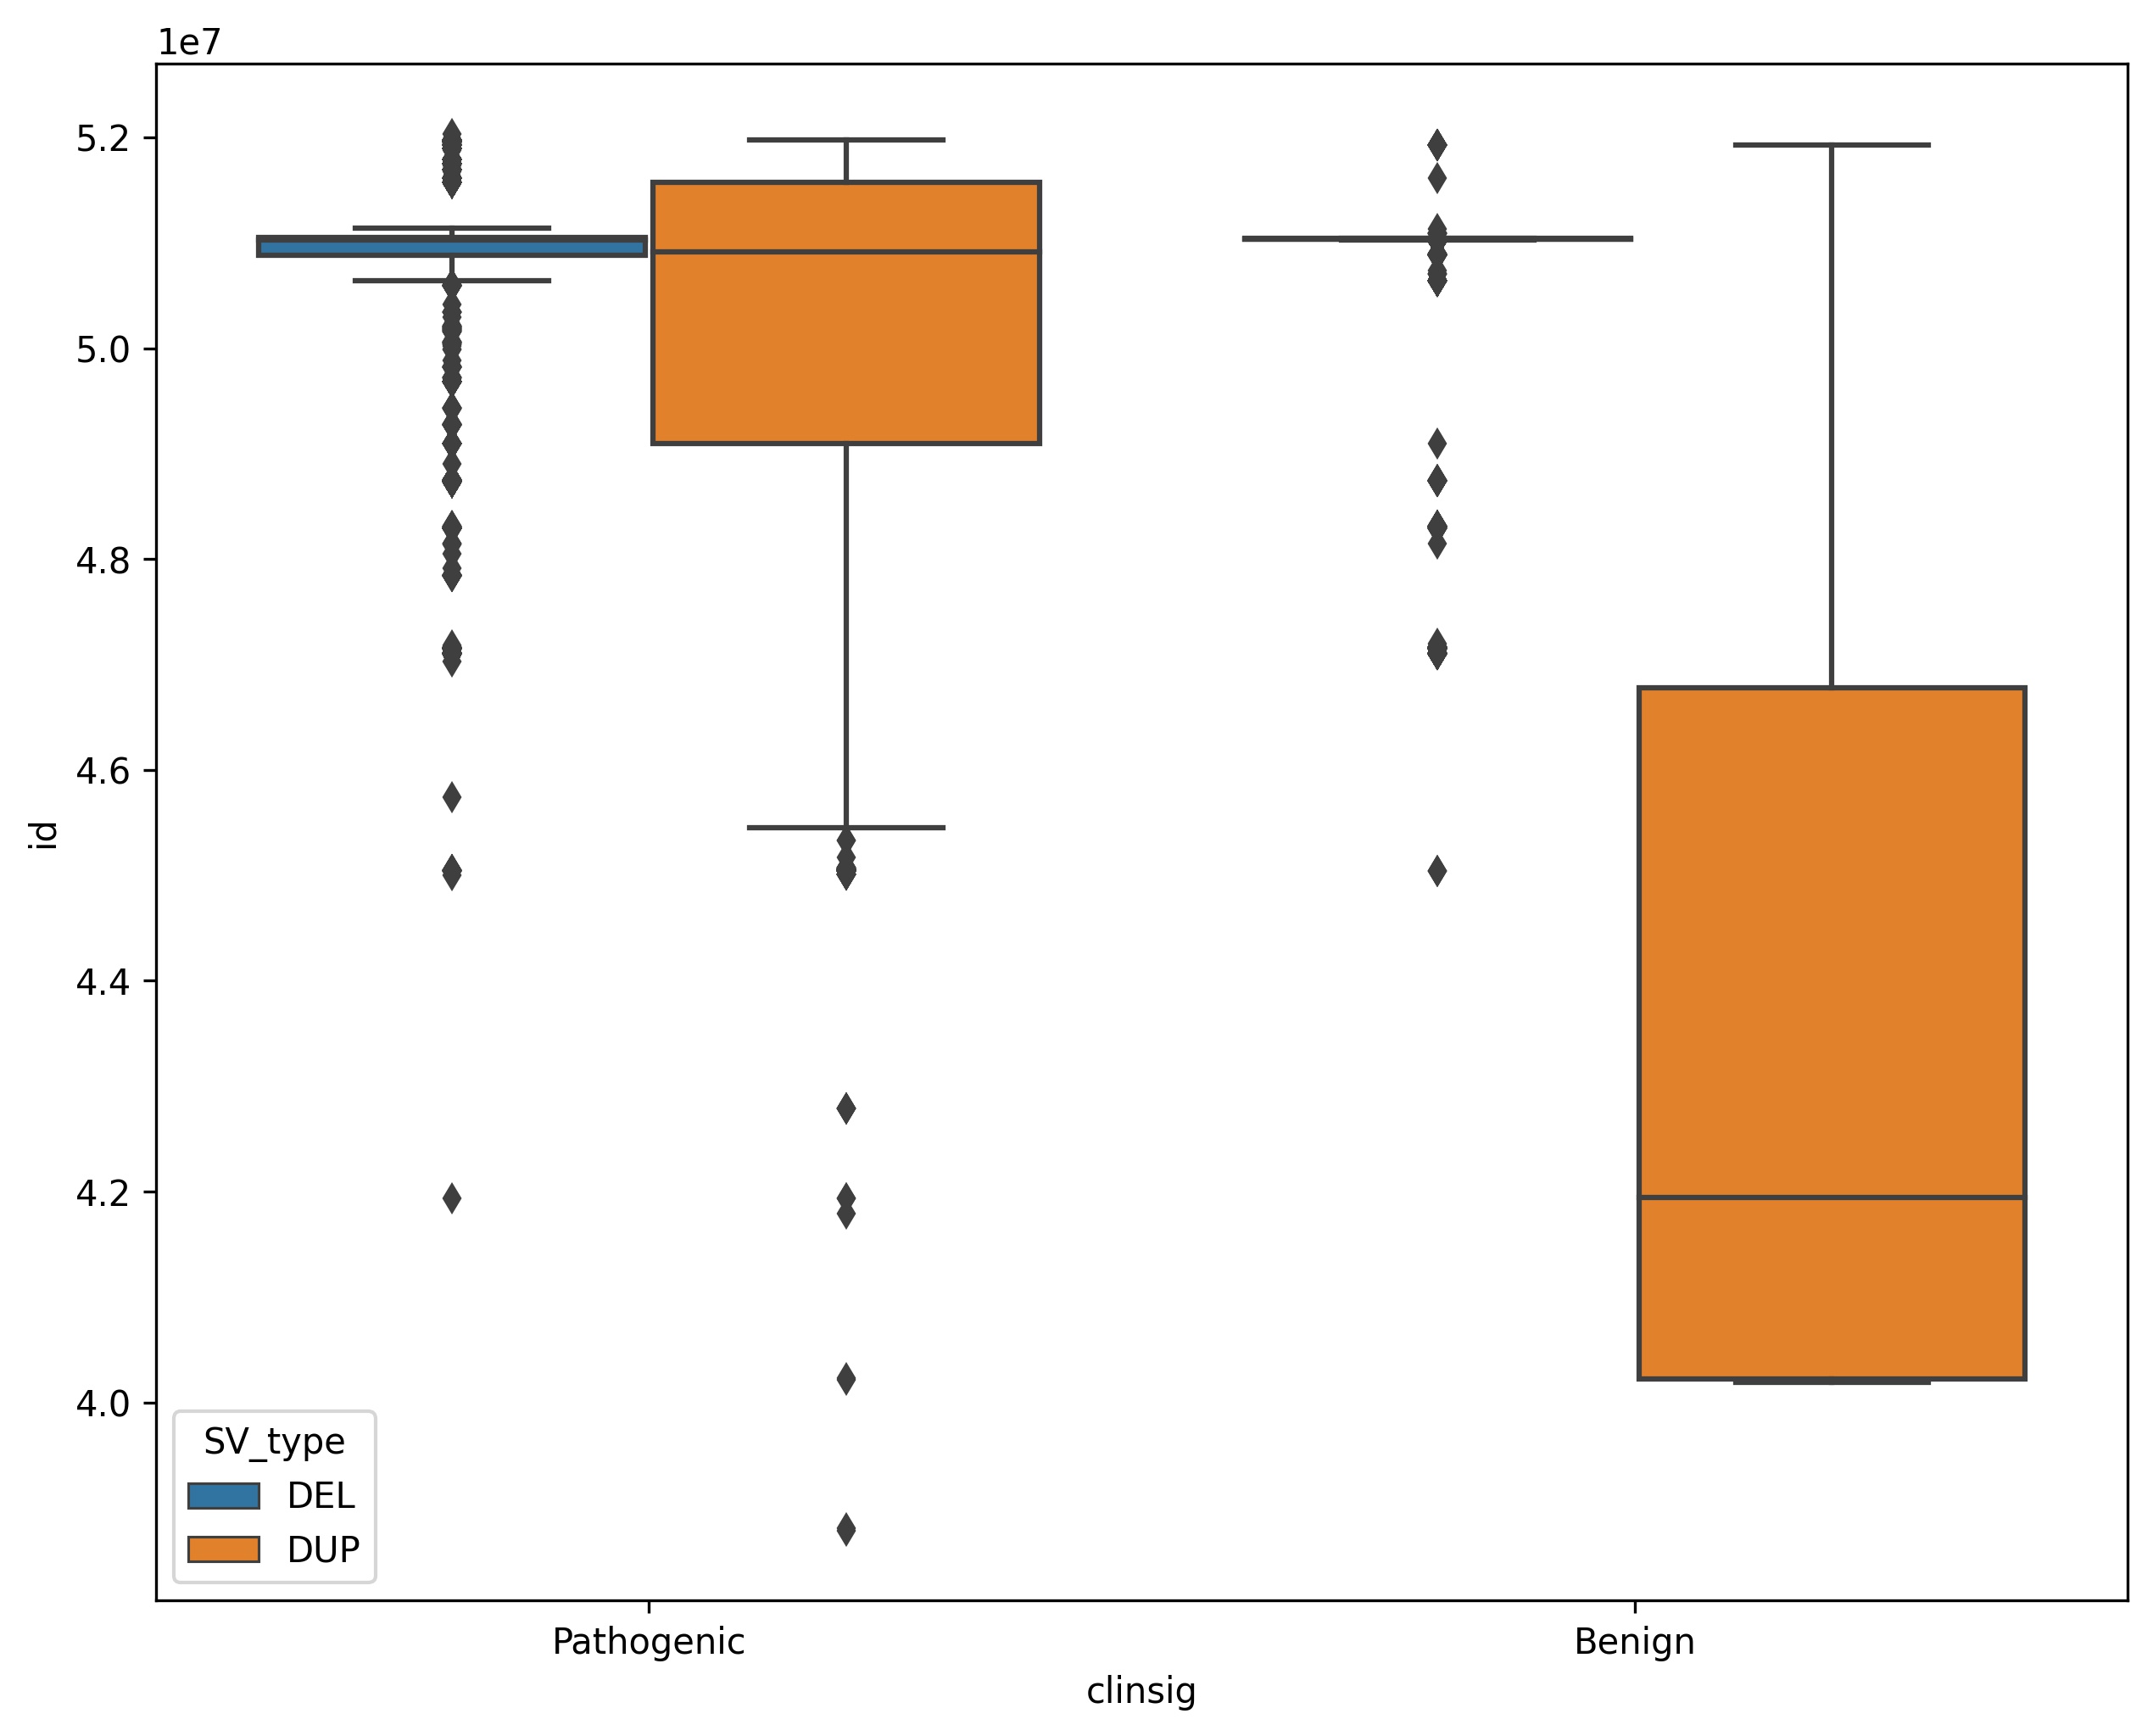 1e7
5.2
5.0
4.8
4.6
4.4
4.2
4.0
id
SV_type
DEL
DUP
Pathogenic
Benign
clinsig